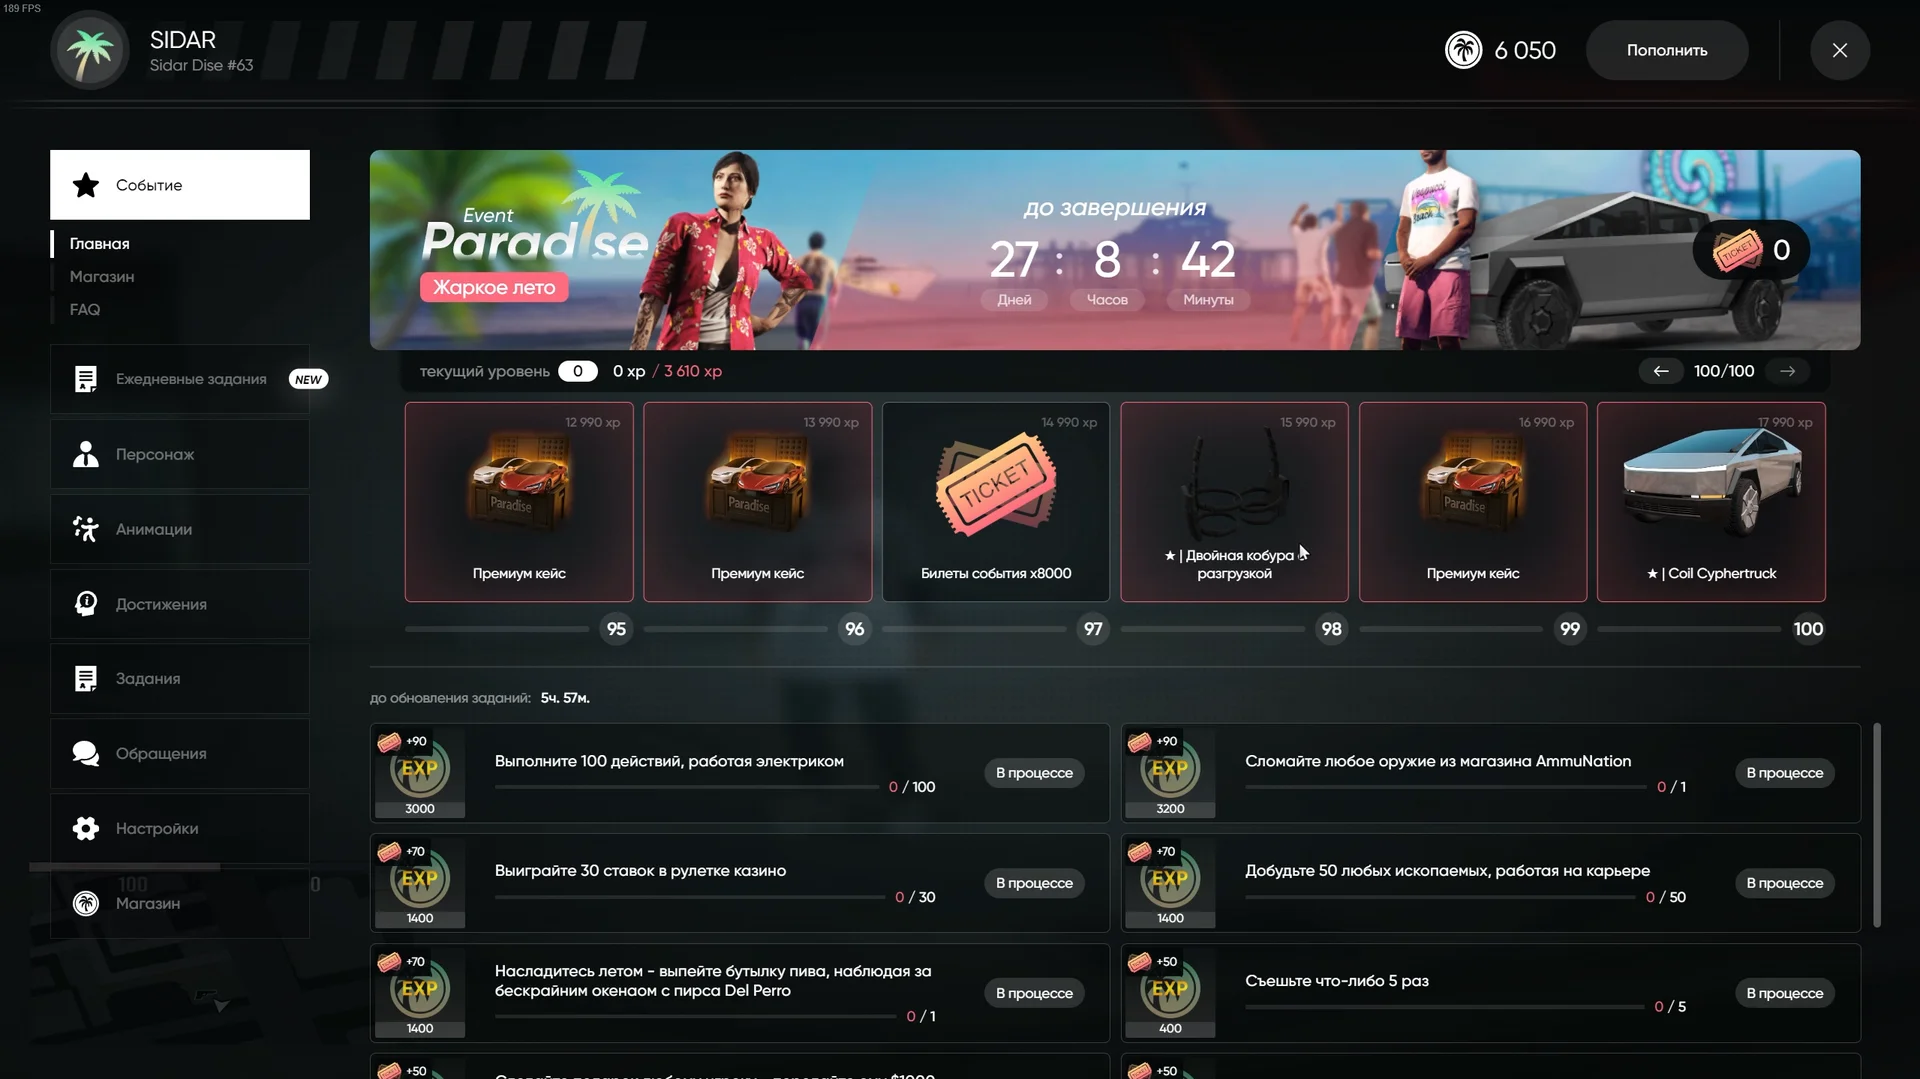 189 FPS
SIDAR
Sidar Dise #63
6 050
Пополнить
Событие
Главная
Магазин
FAQ
Ежедневные задания
NEW
Персонаж
Анимации
Достижения
Задания
Обращения
Настройки
100
0
Магазин
Event
Paradise
Жаркое лето
до завершения
27 : 8 : 42
Дней Часов Минуты
TICKET 0
текущий уровень 0 0 xp / 3 610 xp
100/100
12 990 xp
Paradise
Премиум кейс
13 990 xp
Paradise
Премиум кейс
14 990 xp
TICKET
Билеты события x8000
15 990 xp
★ | Двойная кобура
разгрузкой
16 990 xp
Paradise
Премиум кейс
17 990 xp
★ | Coil Cyphertruck
95 96 97 98 99 100
до обновления заданий: 5ч. 57м.
+90
EXP
3000
Выполните 100 действий, работая электриком
0 / 100
В процессе
+90
EXP
3200
Сломайте любое оружие из магазина AmmuNation
0 / 1
В процессе
+70
EXP
1400
Выиграйте 30 ставок в рулетке казино
0 / 30
В процессе
+70
EXP
1400
Добудьте 50 любых ископаемых, работая на карьере
0 / 50
В процессе
+70
EXP
1400
Насладитесь летом - выпейте бутылку пива, наблюдая за
бескрайним океном с пирса Del Perro
0 / 1
В процессе
+50
EXP
400
Съешьте что-либо 5 раз
0 / 5
В процессе
+50
+50